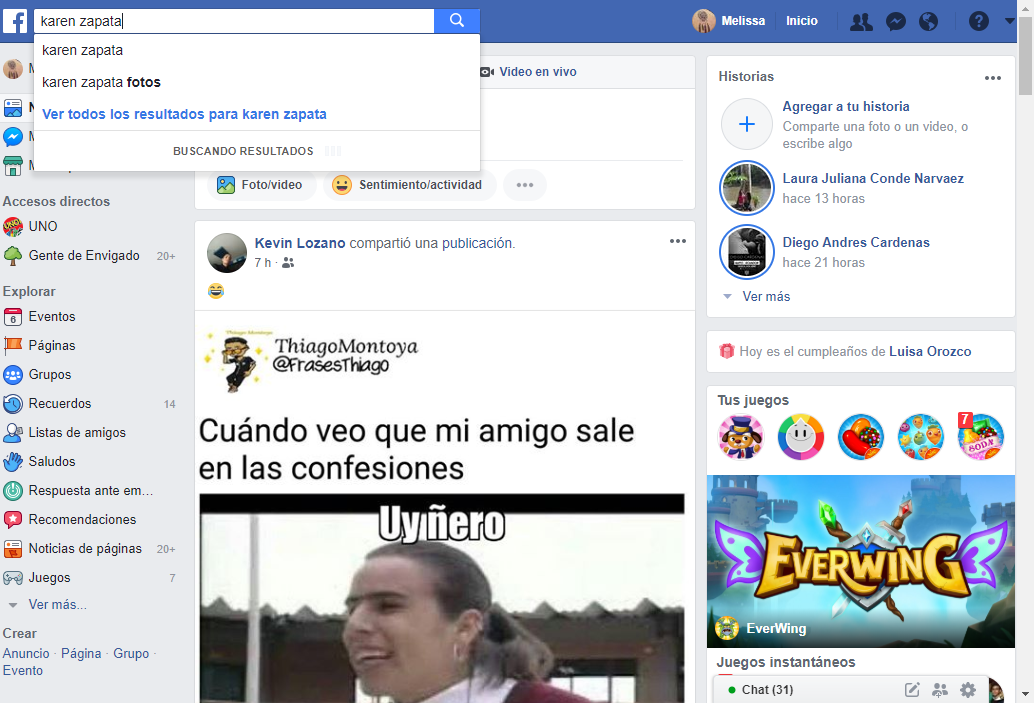 karen zapata
Melissa
Inicio
karen zapata
karen zapata fotos
Ver todos los resultados para karen zapata
BUSCANDO RESULTADOS
Video en vivo
Foto/video
Sentimiento/actividad
Accesos directos
UNO
Gente de Envigado 20+
Explorar
Eventos
Páginas
Grupos
Recuerdos 14
Listas de amigos
Saludos
Respuesta ante em...
Recomendaciones
Noticias de páginas 20+
Juegos 7
Ver más...
Crear
Anuncio · Página · Grupo ·
Evento
Kevin Lozano compartió una publicación.
7 h ·
ThiagoMontoya
@FrasesThiago
Cuándo veo que mi amigo sale
en las confesiones
Uy ñero
Historias
Agregar a tu historia
Comparte una foto o un video, o
escribe algo
Laura Juliana Conde Narvaez
hace 13 horas
Diego Andres Cardenas
hace 21 horas
Ver más
Hoy es el cumpleaños de Luisa Orozco
Tus juegos
7
SODA
EVERWING
EverWing
Juegos instantáneos
Chat (31)